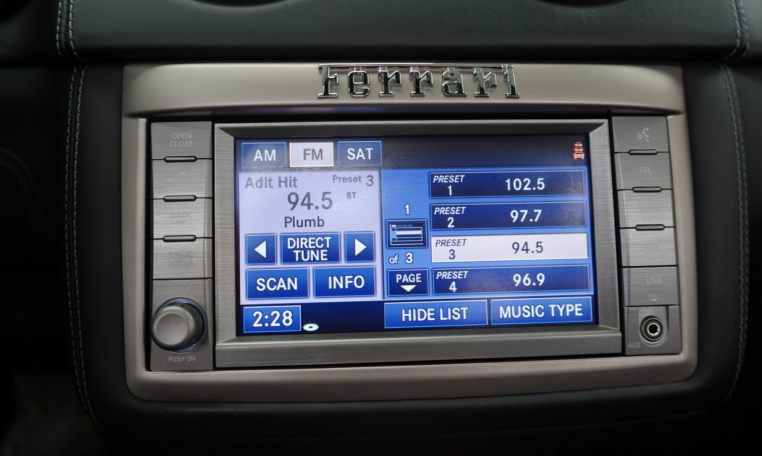 Ferrari
OPEN
CLOSE
AM FM SAT
Adlt Hit Preset 3
94.5 ST
Plumb
DIRECT
TUNE
SCAN INFO
2:28
1
of 3
PAGE
PRESET
1 102.5
PRESET
2 97.7
PRESET
3 94.5
PRESET
4 96.9
HIDE LIST MUSIC TYPE
TEL
PUSH ON
AUX